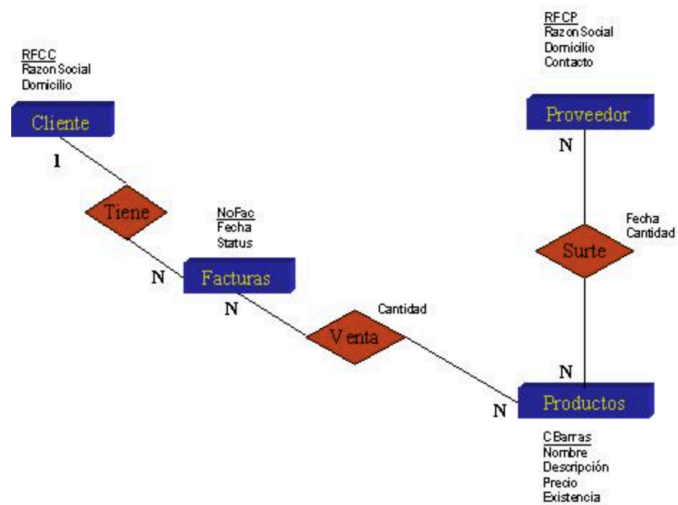 RFCP
Razon Social
Domicilio
Contacto
RFCC
Razon Social
Domicilio
Cliente
Proveedor
1
N
Tiene
NoFac
Fecha
Status
Fecha
Cantidad
Surte
N
Facturas
N
Cantidad
Venta
N
N
Productos
CBarras
Nombre
Descripción
Precio
Existencia